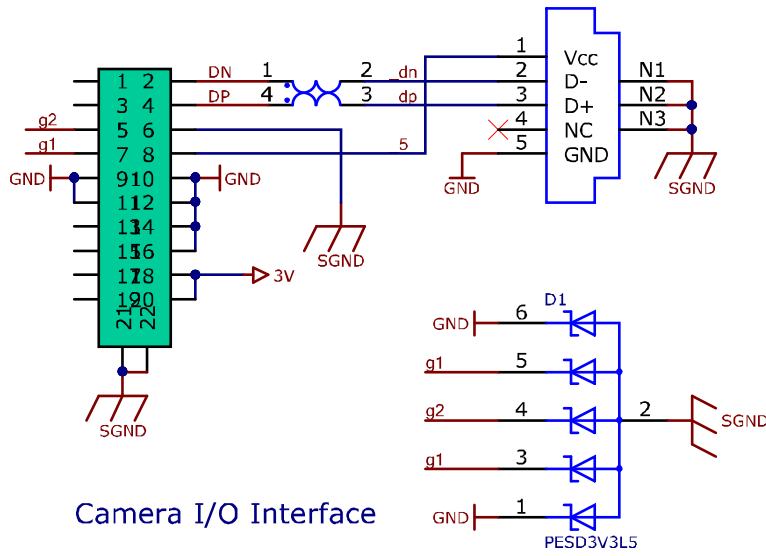 DN 1 2 dn
DP 4 3 dp
1 Vcc
2 D-
3 D+
4 NC
5 GND
N1
N2
N3
GND
SGND
1 2
3 4
g2 5 6
g1 7 8 5
GND 9 10 GND
11 12
13 14
15 16
17 18 3V
19 20
21 22
SGND
SGND
D1
GND 6
g1 5
g2 4
g1 3
GND 1
2 SGND
PESD3V3L5
Camera I/O Interface